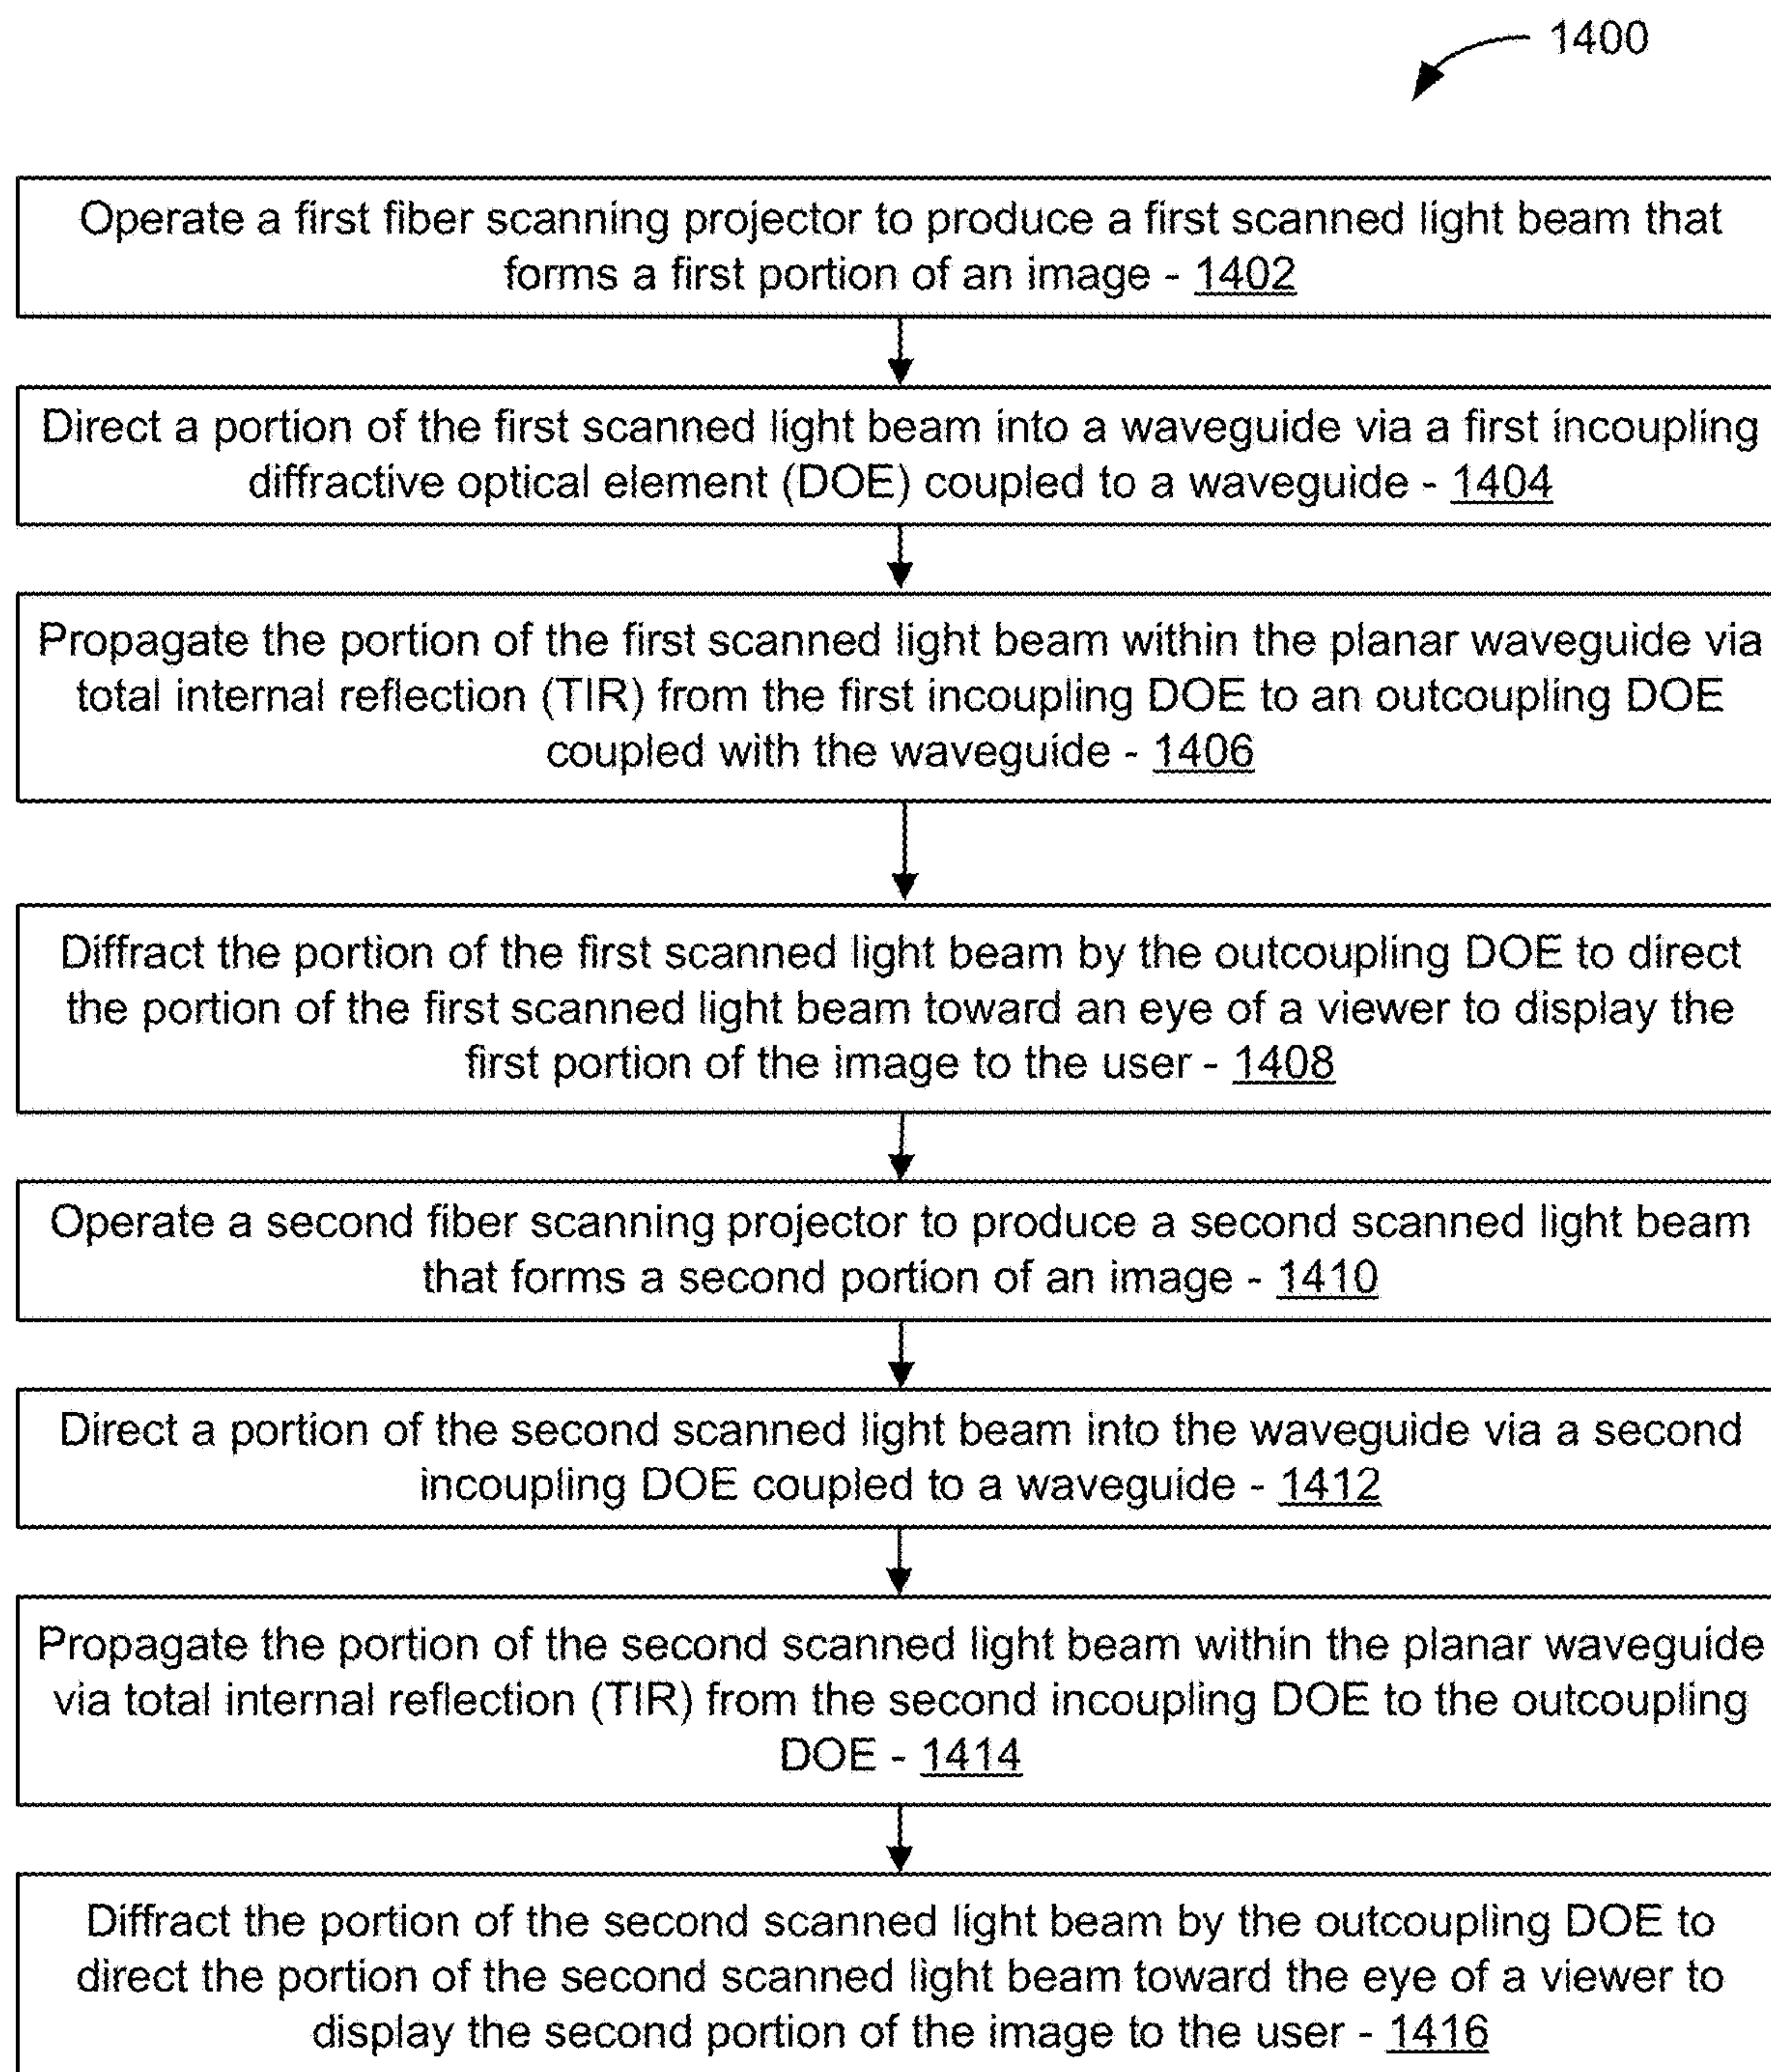 1400
Operate a first fiber scanning projector to produce a first scanned light beam that
forms a first portion of an image - 1402
Direct a portion of the first scanned light beam into a waveguide via a first incoupling
diffractive optical element (DOE) coupled to a waveguide - 1404
Propagate the portion of the first scanned light beam within the planar waveguide via
total internal reflection (TIR) from the first incoupling DOE to an outcoupling DOE
coupled with the waveguide - 1406
Diffract the portion of the first scanned light beam by the outcoupling DOE to direct
the portion of the first scanned light beam toward an eye of a viewer to display the
first portion of the image to the user - 1408
Operate a second fiber scanning projector to produce a second scanned light beam
that forms a second portion of an image - 1410
Direct a portion of the second scanned light beam into the waveguide via a second
incoupling DOE coupled to a waveguide - 1412
Propagate the portion of the second scanned light beam within the planar waveguide
via total internal reflection (TIR) from the second incoupling DOE to the outcoupling
DOE - 1414
Diffract the portion of the second scanned light beam by the outcoupling DOE to
direct the portion of the second scanned light beam toward the eye of a viewer to
display the second portion of the image to the user - 1416